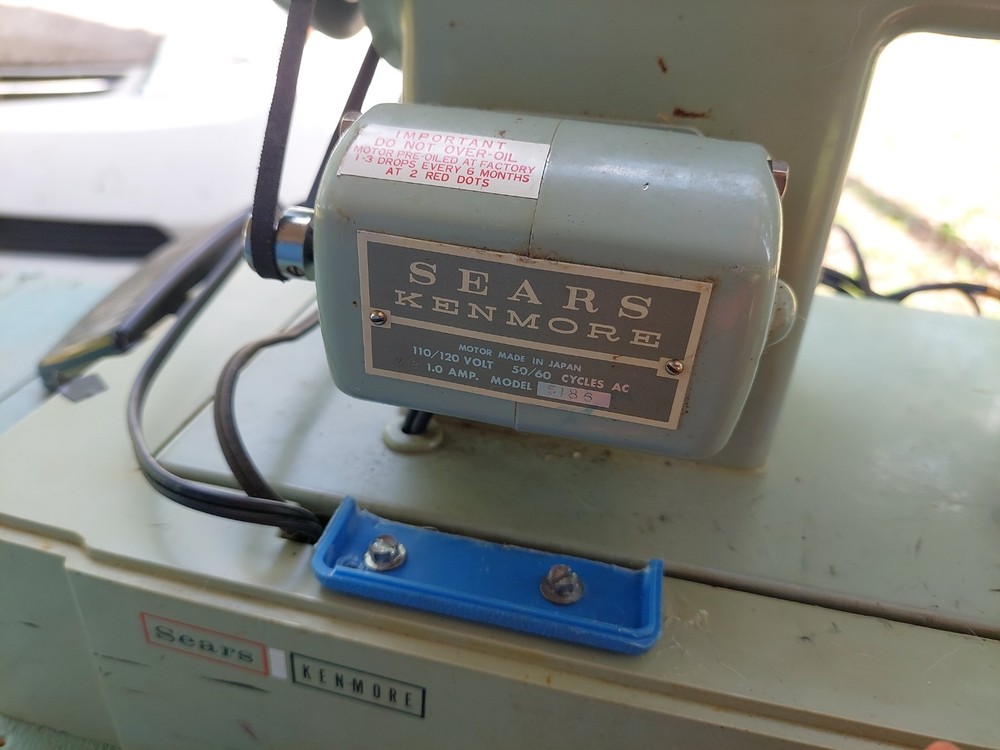 IMPORTANT
DO NOT OVER-OIL
MOTOR PRE-OILED AT FACTORY
1-3 DROPS EVERY 6 MONTHS
AT 2 RED DOTS
SEARS
KENMORE
MOTOR MADE IN JAPAN
110/120 VOLT 50/60 CYCLES AC
1.0 AMP. MODEL 5186
Sears
KENMORE